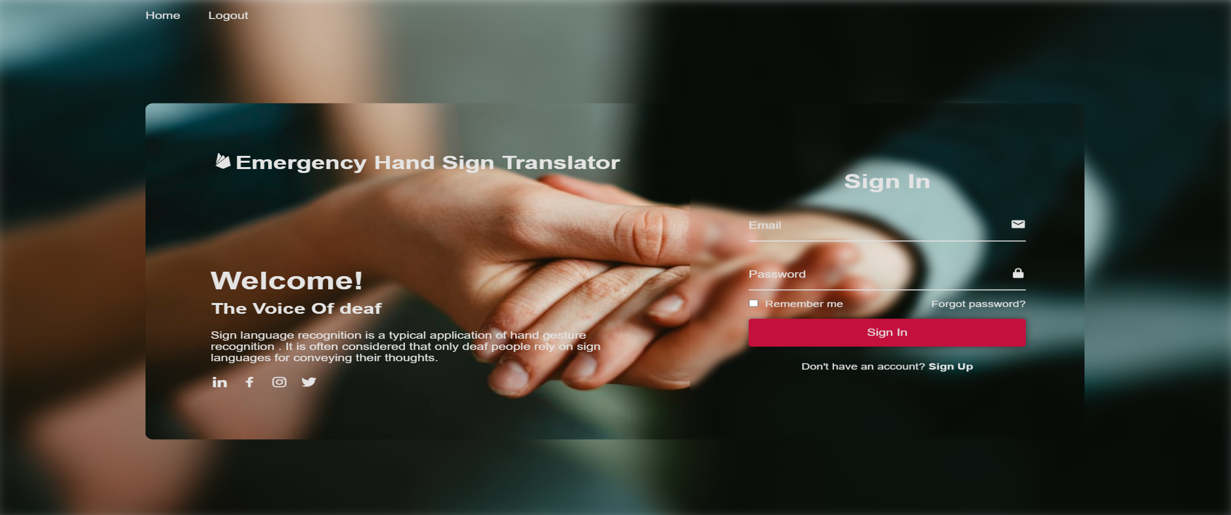 Home Logout
Emergency Hand Sign Translator
Welcome!
The Voice Of deaf
Sign language recognition is a typical application of hand gesture
recognition . It is often considered that only deaf people rely on sign
languages for conveying their thoughts.
Sign In
Email
Password
Remember me Forgot password?
Sign In
Don't have an account? Sign Up